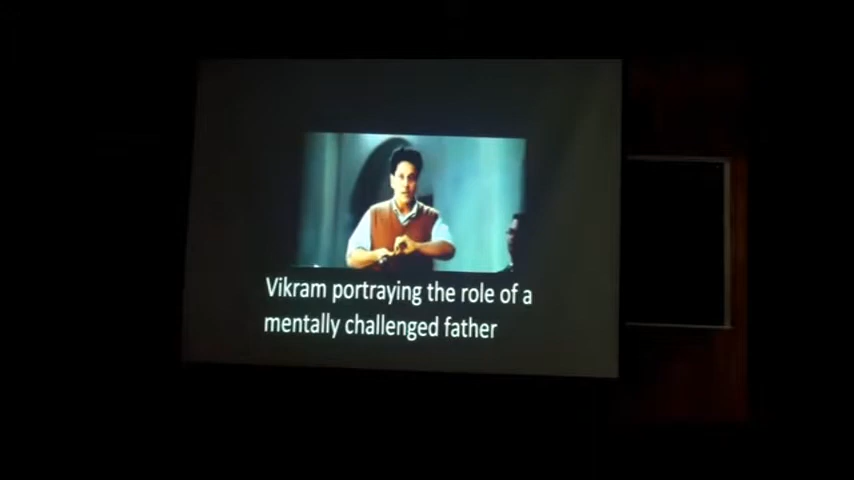 Vikram portraying the role of a
mentally challenged father